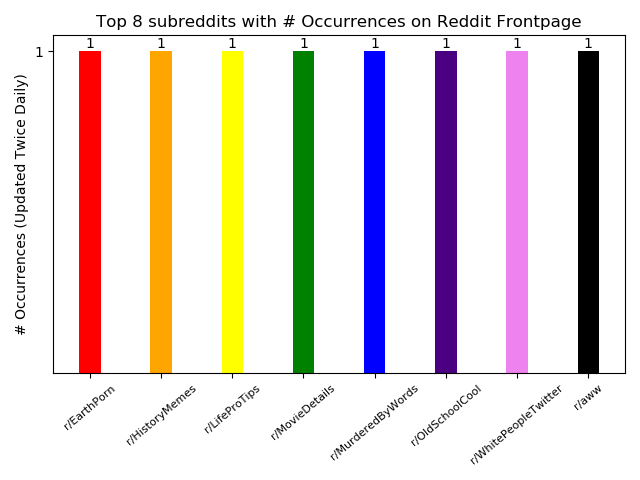 Top 8 subreddits with # Occurrences on Reddit Frontpage
1 1 1 1 1 1 1 1
1
# Occurrences (Updated Twice Daily)
r/EarthPorn
r/HistoryMemes
r/LifeProTips
r/MovieDetails
r/MurderedByWords
r/OldSchoolCool
r/WhitePeopleTwitter
r/aww